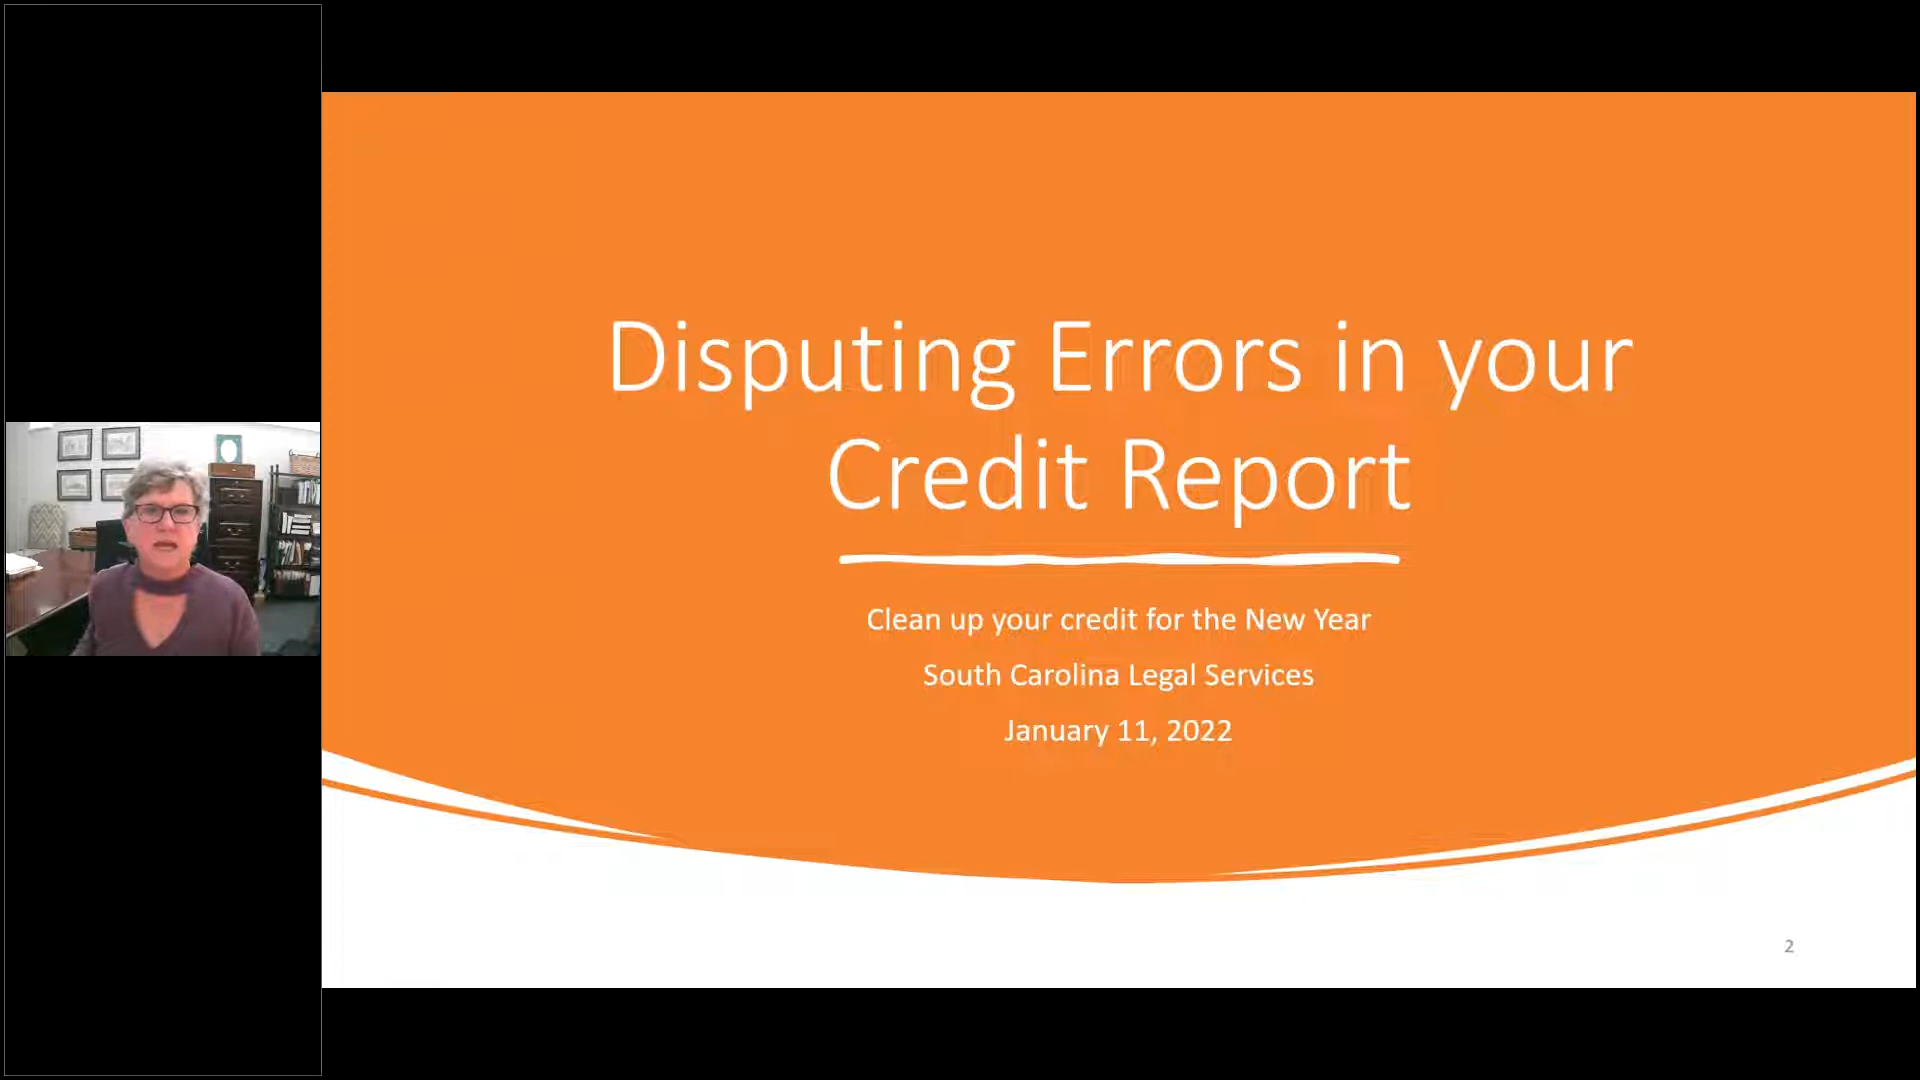 Disputing Errors in your
Credit Report
Clean up your credit for the New Year
South Carolina Legal Services
January 11, 2022
2